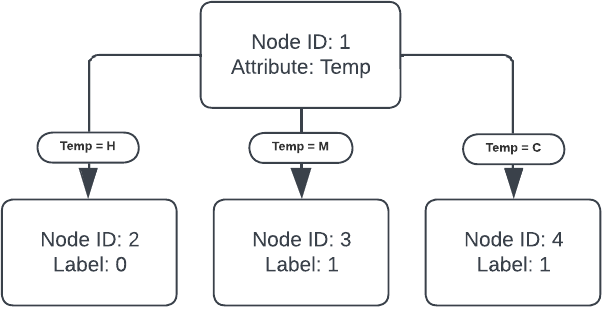 Node ID: 1
Attribute: Temp
Temp = H
Temp = M
Temp = C
Node ID: 2
Label: 0
Node ID: 3
Label: 1
Node ID: 4
Label: 1